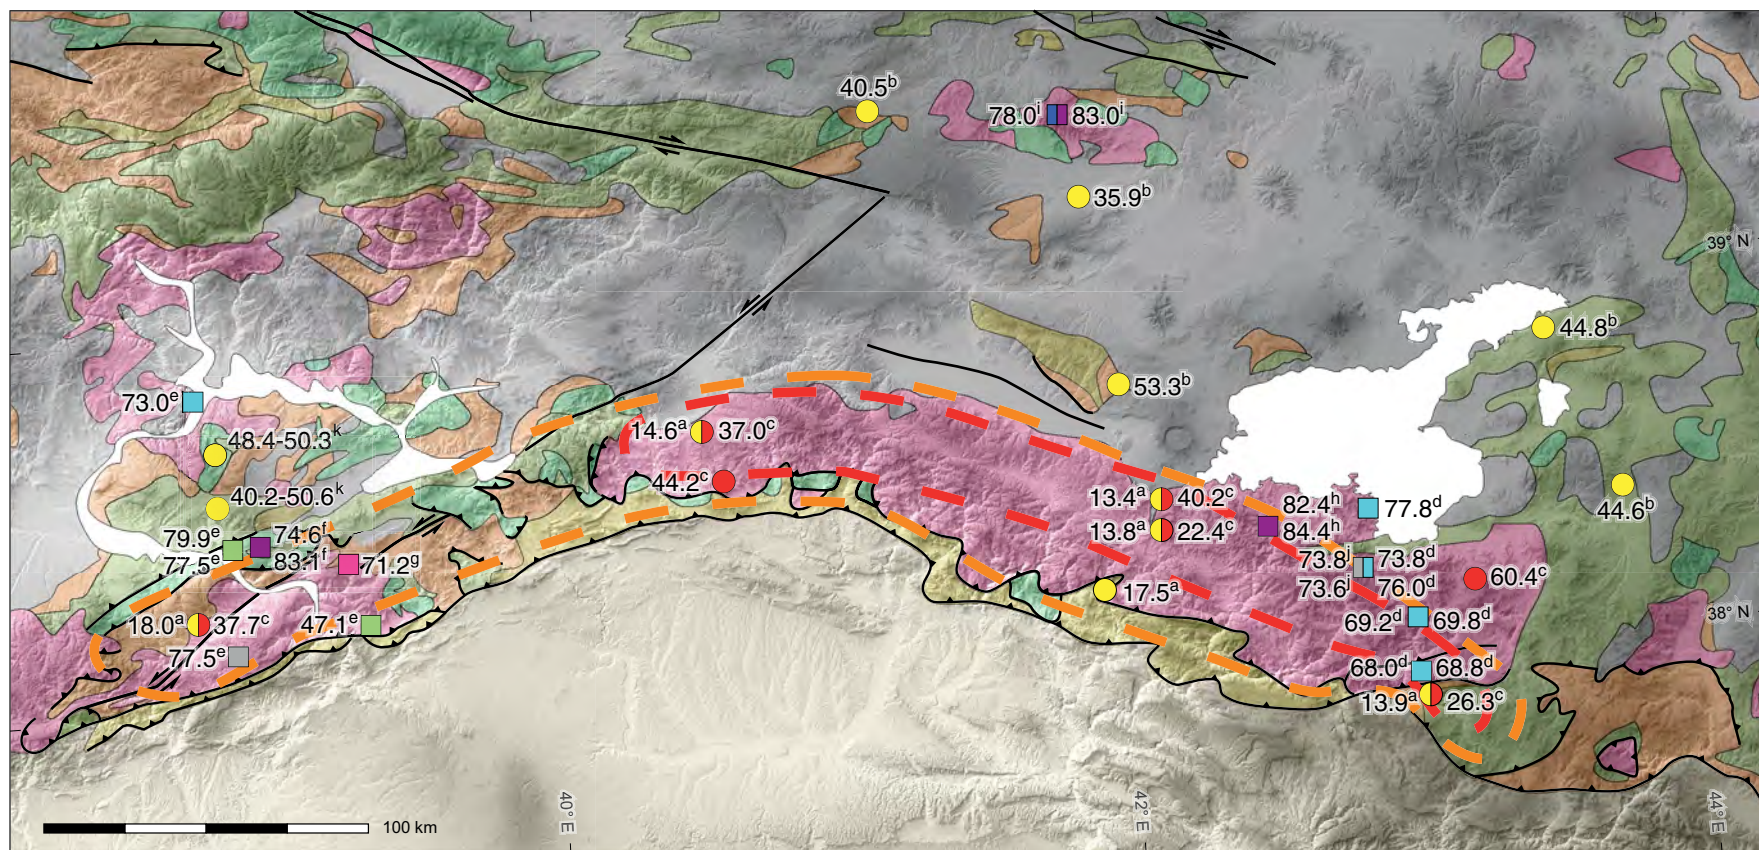 40.5b
78.0i 83.0i
35.9b
39° N
44.8b
53.3b
73.0e
14.6a 37.0c
48.4-50.3k
44.2c
44.6b
40.2-50.6k
13.4a 40.2c
82.4h
77.8d
13.8a 22.4c
84.4h
79.9e 74.6f
77.5e 83.1f
71.2g
73.8j 73.8d
73.6j 76.0d
60.4c
17.5a
38° N
18.0a 37.7c
47.1e
69.2d 69.8d
77.5e
68.0d 68.8d
13.9a 26.3c
100 km
40° E
42° E
44° E